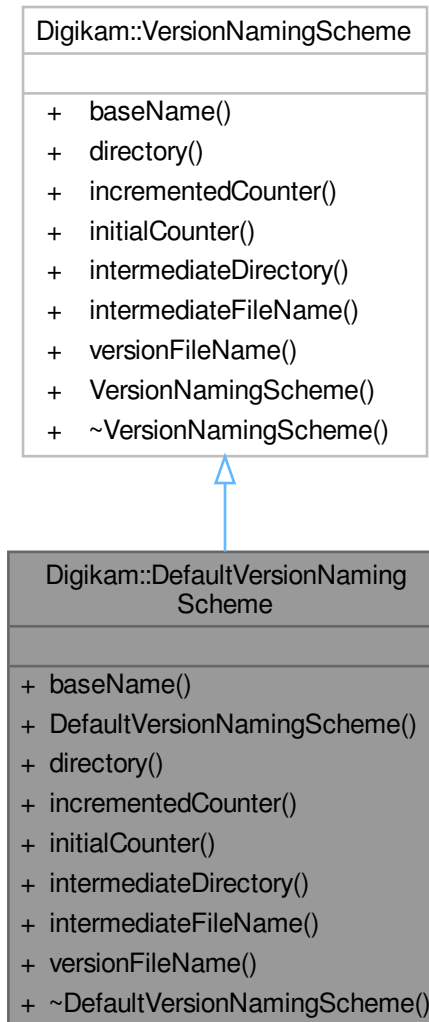 Digikam::VersionNamingScheme
+ baseName()
+ directory()
+ incrementedCounter()
+ initialCounter()
+ intermediateDirectory()
+ intermediateFileName()
+ versionFileName()
+ VersionNamingScheme()
+ ~VersionNamingScheme()
Digikam::DefaultVersionNaming
Scheme
+ baseName()
+ DefaultVersionNamingScheme()
+ directory()
+ incrementedCounter()
+ initialCounter()
+ intermediateDirectory()
+ intermediateFileName()
+ versionFileName()
+ ~DefaultVersionNamingScheme()